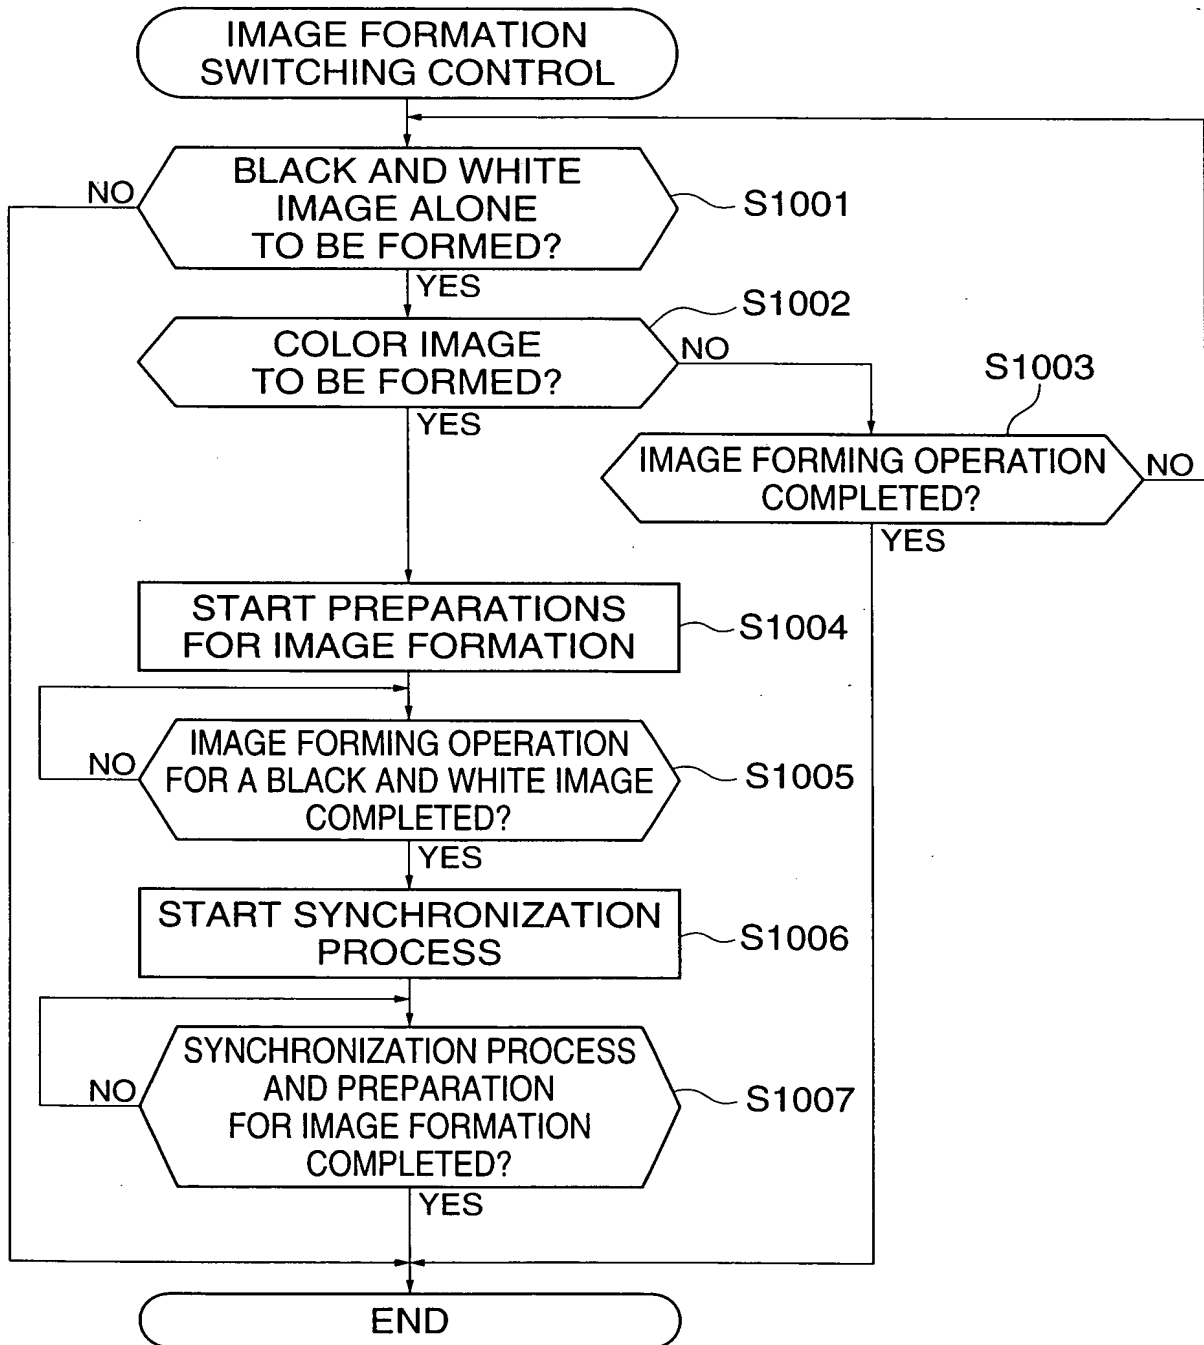 IMAGE FORMATION
SWITCHING CONTROL
BLACK AND WHITE
IMAGE ALONE
TO BE FORMED?
NO
S1001
YES
COLOR IMAGE
TO BE FORMED?
S1002
NO
YES
S1003
IMAGE FORMING OPERATION
COMPLETED?
NO
YES
START PREPARATIONS
FOR IMAGE FORMATION
S1004
IMAGE FORMING OPERATION
FOR A BLACK AND WHITE IMAGE
COMPLETED?
NO
S1005
YES
START SYNCHRONIZATION
PROCESS
S1006
SYNCHRONIZATION PROCESS
AND PREPARATION
FOR IMAGE FORMATION
COMPLETED?
NO
S1007
YES
END